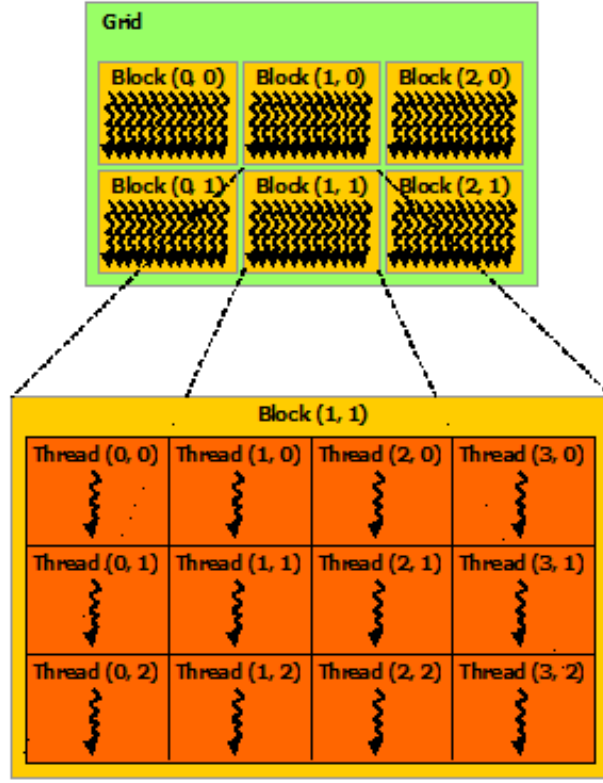 Grid
Block (0, 0) Block (1, 0) Block (2, 0)
Block (0, 1) Block (1, 1) Block (2, 1)
Block (1, 1)
Thread (0, 0) Thread (1, 0) Thread (2, 0) Thread (3, 0)
Thread (0, 1) Thread (1, 1) Thread (2, 1) Thread (3, 1)
Thread (0, 2) Thread (1, 2) Thread (2, 2) Thread (3, 2)